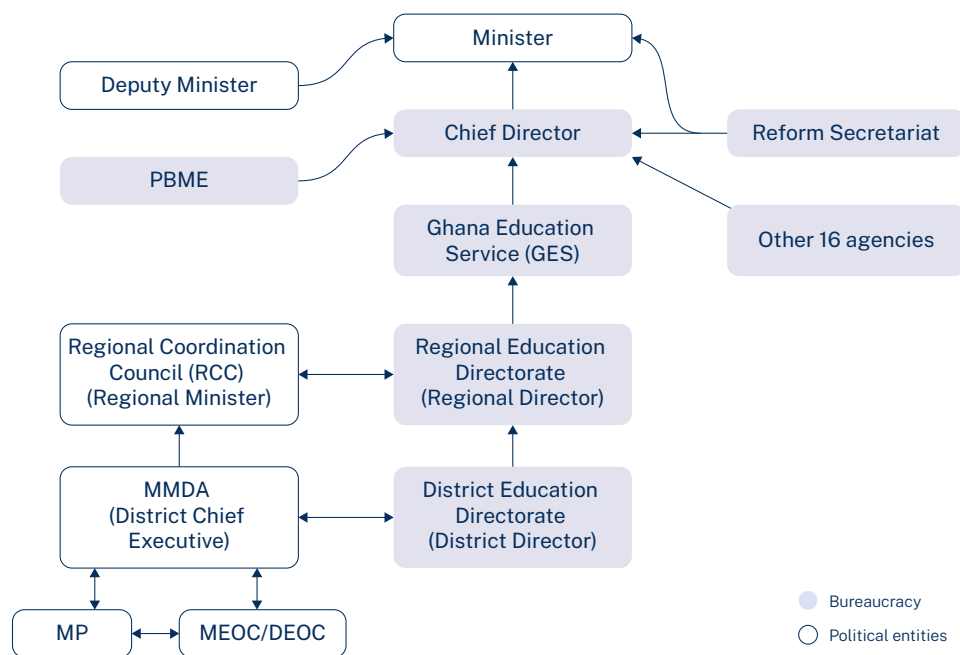 Minister
Deputy Minister
Chief Director
Reform Secretariat
PBME
Ghana Education
Service (GES)
Other 16 agencies
Regional Coordination
Council (RCC)
(Regional Minister)
Regional Education
Directorate
(Regional Director)
MMDA
(District Chief
Executive)
District Education
Directorate
(District Director)
MP
MEOC/DEOC
Bureaucracy
Political entities